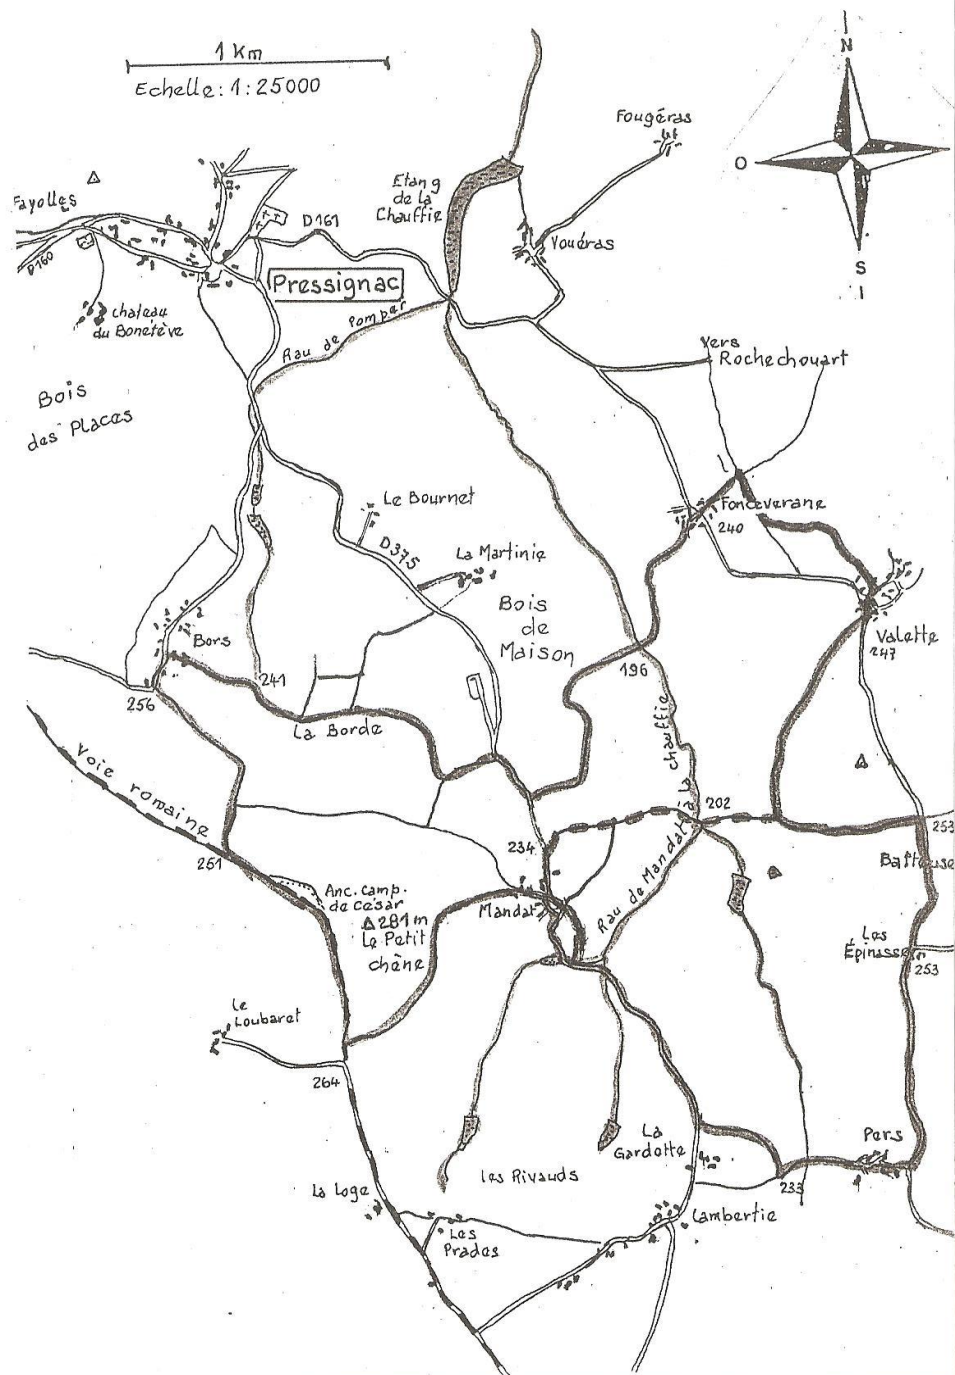 1 Km
Echelle: 1:25000
N
O
S
Fougéras
Fayolles
Etang
de la
Chauffie
D161
Vouéras
D160
Pressignac
chateau
du Bonetève
Rau de Pompar
vers
Rochechouart
Bois
des Places
Le Bournet
Fonceverane
240
D375
La Martinie
Bois
de
Maison
Bors
Valette
247
241
196
256
La Borde
Rau de Mandat à la chauffie
Voie romaine
202
253
234
251
Anc. camp.
de César
281m
Le Petit
chêne
Mandat
Les
Épinasse
253
Le
Loubaret
264
La
Gardotte
Pers
La Loge
Les Rivauds
233
Les
Prades
Lambertie